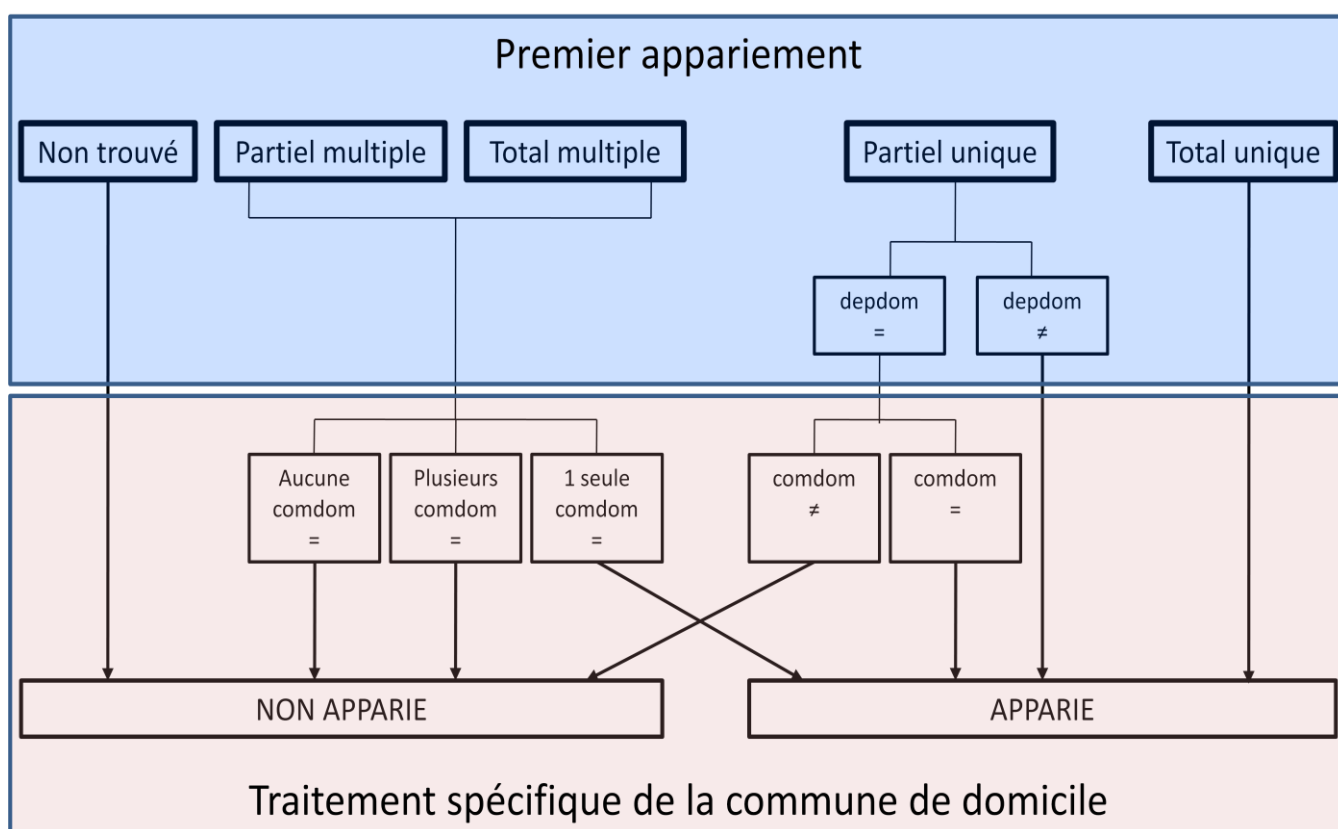 Premier appariement
Non trouvé
Partiel multiple
Total multiple
Partiel unique
Total unique
depdom
=
depdom
≠
Aucune
comdom
=
Plusieurs
comdom
=
1 seule
comdom
=
comdom
≠
comdom
=
NON APPARIE
APPARIE
Traitement spécifique de la commune de domicile